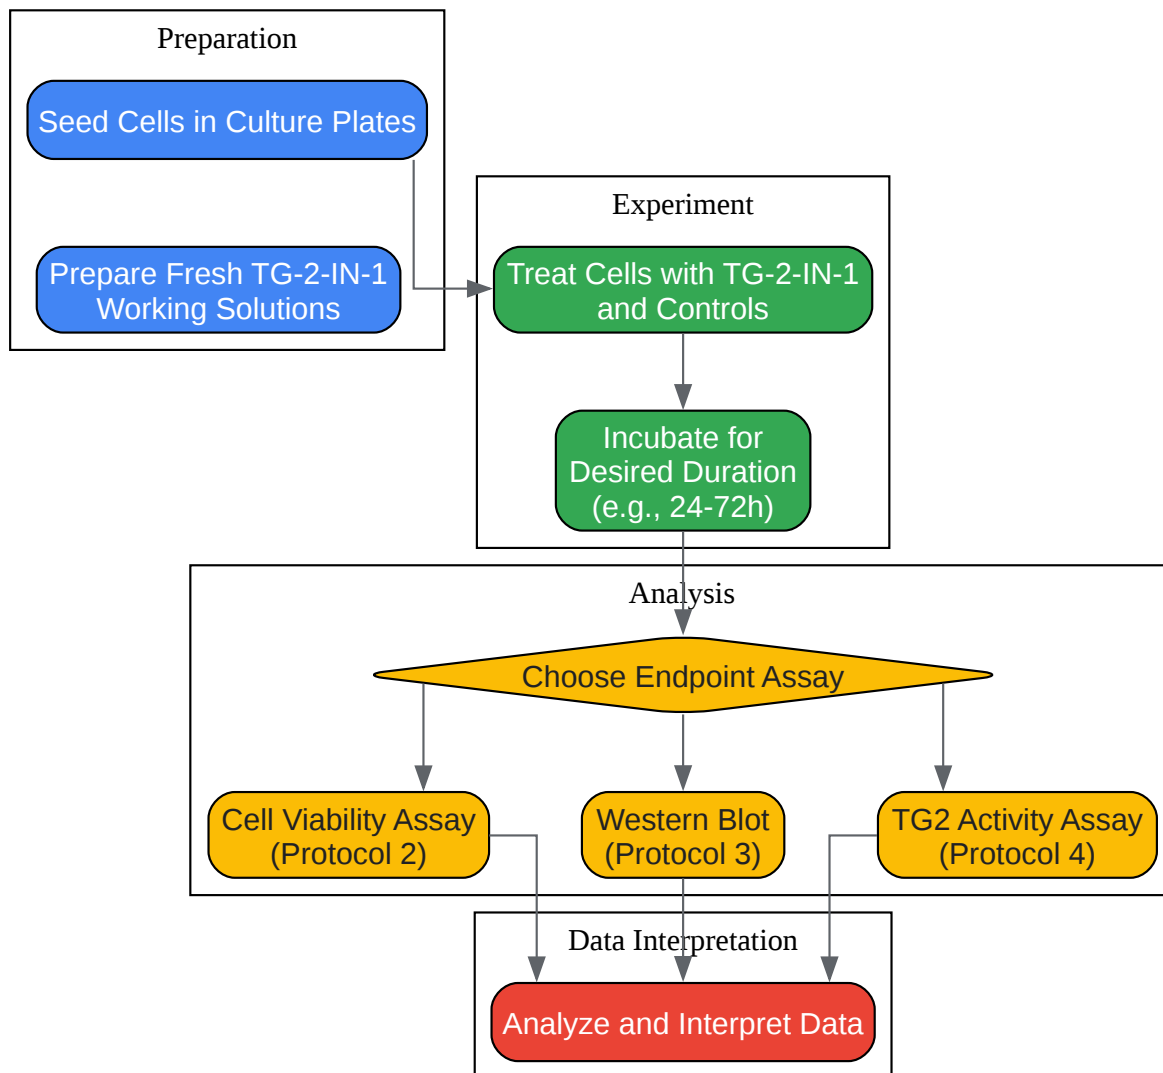 Preparation
Seed Cells in Culture Plates
Prepare Fresh TG-2-IN-1
Working Solutions
Experiment
Treat Cells with TG-2-IN-1
and Controls
Incubate for
Desired Duration
(e.g., 24-72h)
Analysis
Choose Endpoint Assay
Cell Viability Assay
(Protocol 2)
Western Blot
(Protocol 3)
TG2 Activity Assay
(Protocol 4)
Data Interpretation
Analyze and Interpret Data